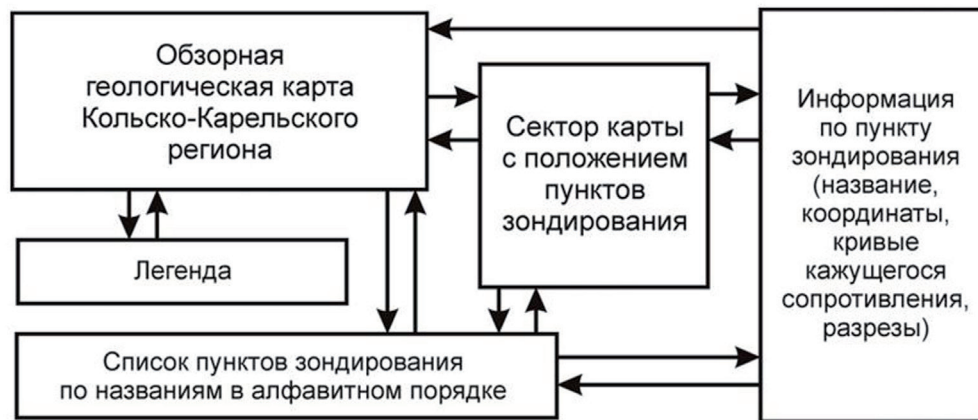 Обзорная
геологическая карта
Кольско-Карельского
региона
Сектор карты
с положением
пунктов
зондирования
Информация
по пункту
зондирования
(название,
координаты,
кривые
кажущегося
сопротивления,
разрезы)
Легенда
Список пунктов зондирования
по названиям в алфавитном порядке